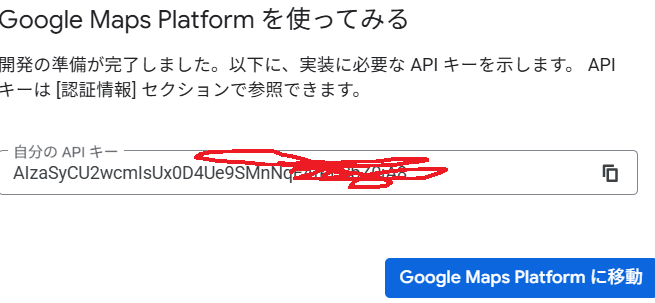 Google Maps Platform を使ってみる
開発の準備が完了しました。以下に、実装に必要な API キーを示します。 API
キーは [認証情報] セクションで参照できます。
自分の API キー
Google Maps Platform に移動